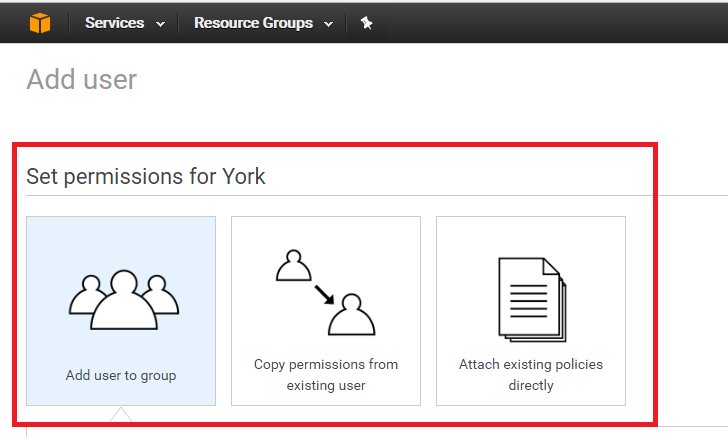 Services
Resource Groups
Add user
Set permissions for York
Add user to group
Copy permissions from
existing user
Attach existing policies
directly